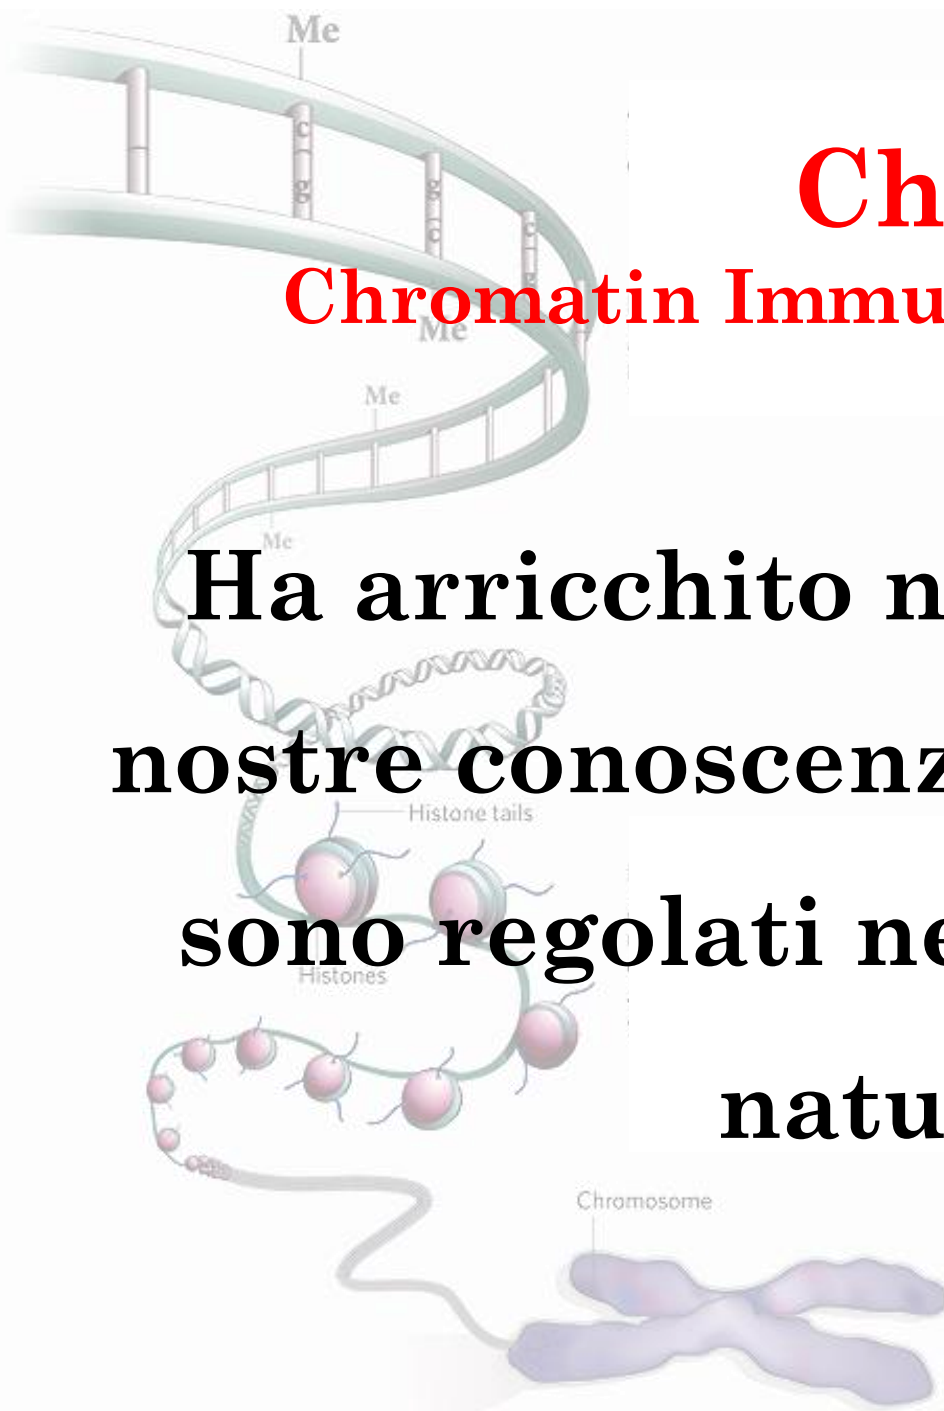 Me
c
g
g
c
c
g
Ch
Chromatin Immu
Me
Me
Me
Ha arricchito n
nostre conoscenz
Histone tails
sono regolati ne
Histones
natu
Chromosome